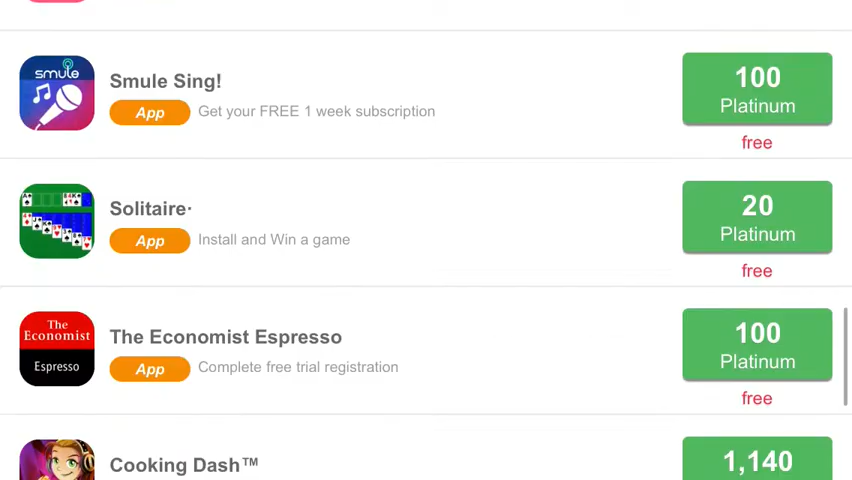 smule
Smule Sing!
App
Get your FREE 1 week subscription
100
Platinum
free
Solitaire·
App
Install and Win a game
20
Platinum
free
The
Economist
Espresso
The Economist Espresso
App
Complete free trial registration
100
Platinum
free
Cooking Dash™
1,140